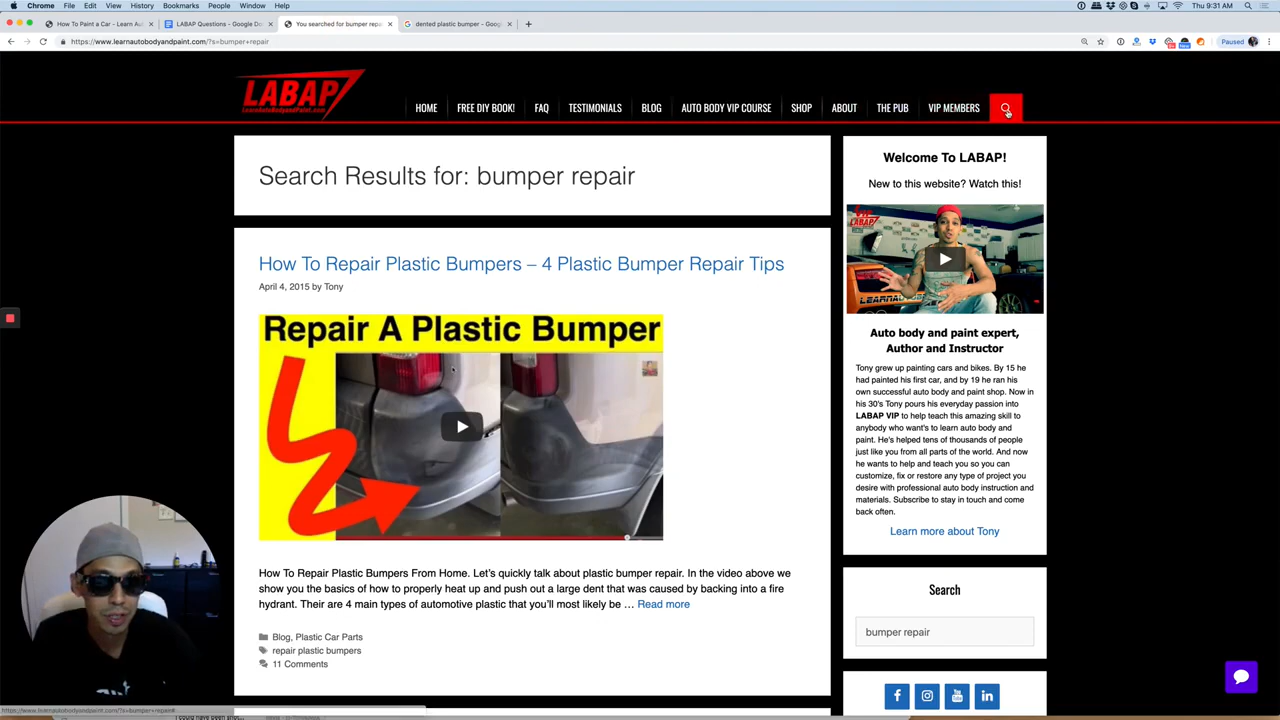 Chrome File Edit View History Bookmarks People Window Help
Thu 9:31 AM
How To Paint a Car - Learn Au
LABAP Questions - Google Do
You searched for bumper repa
dented plastic bumper - Goog
https://www.learnautobodyandpaint.com/?s=bumper+repair
Paused
LABAP
LearnAutoBodyandPaint.com
HOME FREE DIY BOOK! FAQ TESTIMONIALS BLOG AUTO BODY VIP COURSE SHOP ABOUT THE PUB VIP MEMBERS
Search Results for: bumper repair
How To Repair Plastic Bumpers – 4 Plastic Bumper Repair Tips
April 4, 2015 by Tony
Repair A Plastic Bumper
How To Repair Plastic Bumpers From Home. Let's quickly talk about plastic bumper repair. In the video above we
show you the basics of how to properly heat up and push out a large dent that was caused by backing into a fire
hydrant. Their are 4 main types of automotive plastic that you'll most likely be … Read more
Blog, Plastic Car Parts
repair plastic bumpers
11 Comments
Welcome To LABAP!
New to this website? Watch this!
LABAP
Auto body and paint expert,
Author and Instructor
Tony grew up painting cars and bikes. By 15 he
had painted his first car, and by 19 he ran his
own successful auto body and paint shop. Now in
his 30's Tony pours his everyday passion into
LABAP VIP to help teach this amazing skill to
anybody who want's to learn auto body and
paint. He's helped tens of thousands of people
just like you from all parts of the world. And now
he wants to help and teach you so you can
customize, fix or restore any type of project you
desire with professional auto body instruction and
materials. Subscribe to stay in touch and come
back often.
Learn more about Tony
Search
bumper repair
https://www.learnautobodyandpaint.com/?s=bumper+repair#